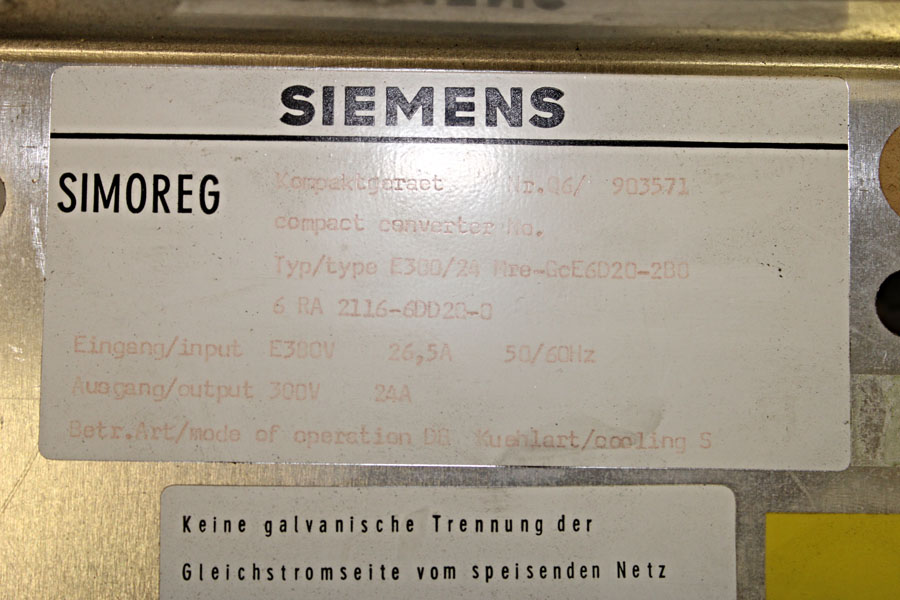 SIEMENS
SIMOREG
Kompaktgeraet Nr.Q6/ 903571
compact converter No.
Typ/type E380/24 Mre-GcE6D20-2B0
6 RA 2116-6DD20-0
Eingang/input E380V 26,5A 50/60Hz
Ausgang/output 300V 24A
Betr.Art/mode of operation DB Kuehlart/cooling S
Keine galvanische Trennung der
Gleichstromseite vom speisenden Netz